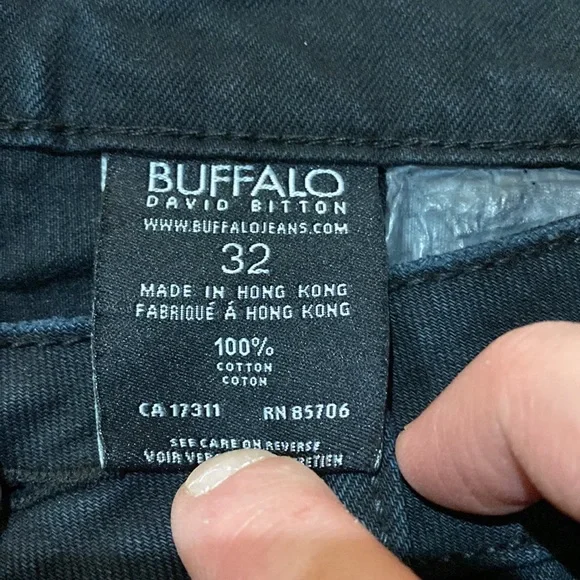 BUFFALO
DAVID BITTON
WWW.BUFFALOJEANS.COM
32
MADE IN HONG KONG
FABRIQUÉ Á HONG KONG
100%
COTTON
COTON
CA 17311 RN 85706
SEE CARE ON REVERSE
VOIR